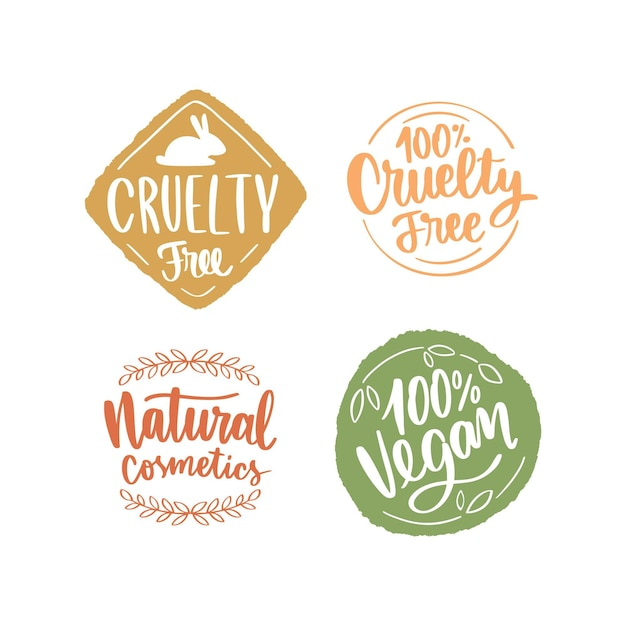 CRUELTY
Free
100%
Cruelty
Free
Natural
Cosmetics
100%
Vegan